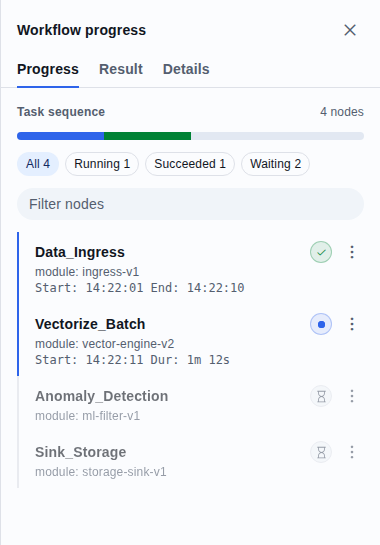 Workflow progress
Progress Result Details
Task sequence 4 nodes
All 4 Running 1 Succeeded 1 Waiting 2
Filter nodes
Data_Ingress
module: ingress-v1
Start: 14:22:01 End: 14:22:10
Vectorize_Batch
module: vector-engine-v2
Start: 14:22:11 Dur: 1m 12s
Anomaly_Detection
module: ml-filter-v1
Sink_Storage
module: storage-sink-v1